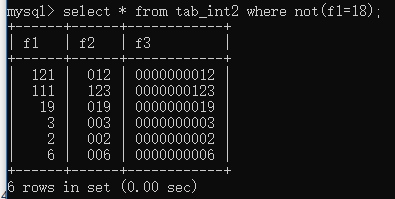 mysql> select * from tab_int2 where not(f1=18);
+------+------+------------+
| f1   | f2   | f3         |
+------+------+------------+
|  121 |  012 | 0000000012 |
|  111 |  123 | 0000000123 |
|   19 |  019 | 0000000019 |
|    3 |  003 | 0000000003 |
|    2 |  002 | 0000000002 |
|    6 |  006 | 0000000006 |
+------+------+------------+
6 rows in set (0.00 sec)